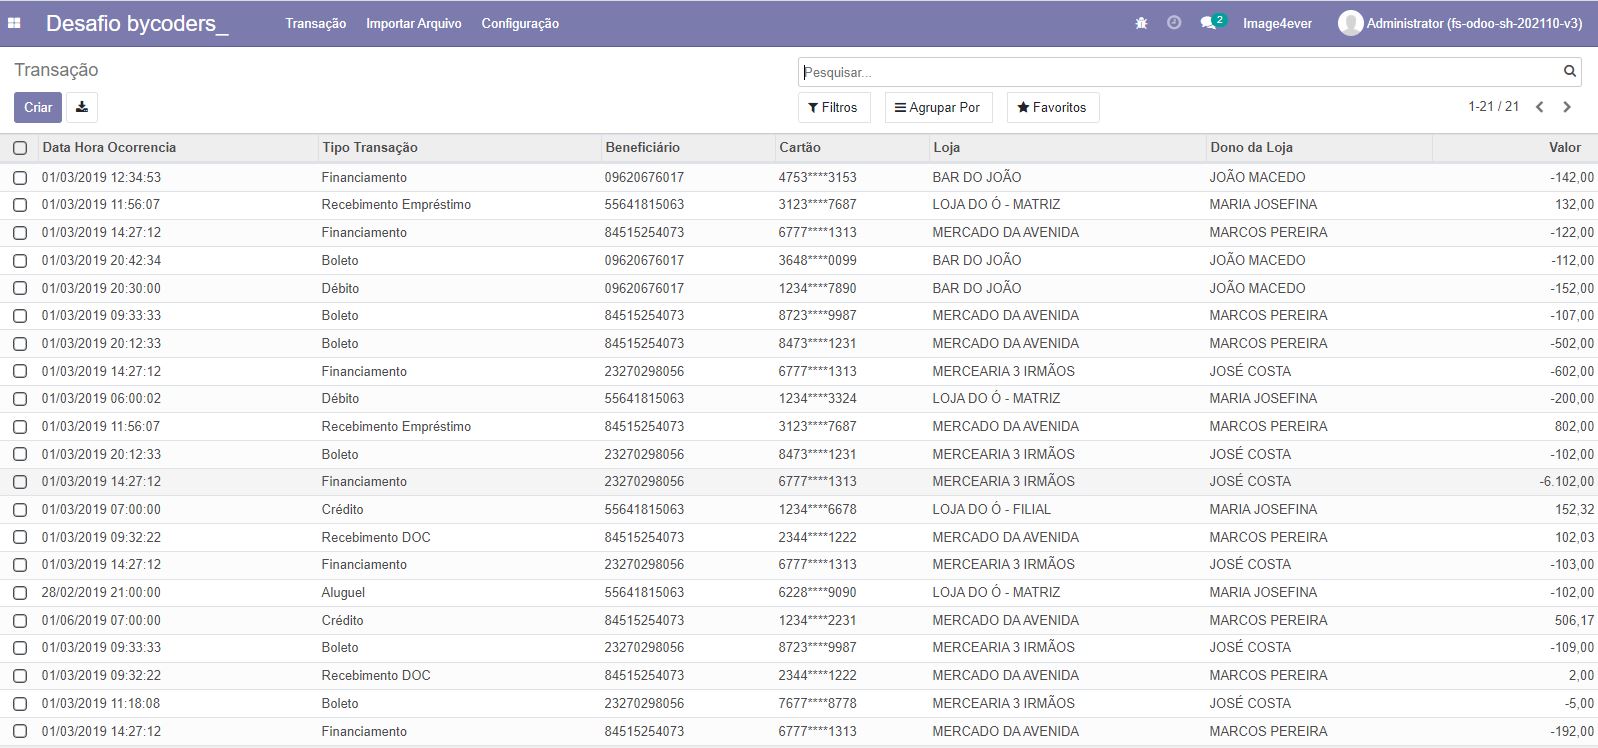 Desafio bycoders_ Transação Importar Arquivo Configuração 2 Image4ever Administrator (fs-odoo-sh-202110-v3)
Transação Pesquisar...
Criar Filtros Agrupar Por Favoritos 1-21 / 21
Data Hora Ocorrencia Tipo Transação Beneficiário Cartão Loja Dono da Loja Valor
01/03/2019 12:34:53 Financiamento 09620676017 4753****3153 BAR DO JOÃO JOÃO MACEDO -142,00
01/03/2019 11:56:07 Recebimento Empréstimo 55641815063 3123****7687 LOJA DO Ó - MATRIZ MARIA JOSEFINA 132,00
01/03/2019 14:27:12 Financiamento 84515254073 6777****1313 MERCADO DA AVENIDA MARCOS PEREIRA -122,00
01/03/2019 20:42:34 Boleto 09620676017 3648****0099 BAR DO JOÃO JOÃO MACEDO -112,00
01/03/2019 20:30:00 Débito 09620676017 1234****7890 BAR DO JOÃO JOÃO MACEDO -152,00
01/03/2019 09:33:33 Boleto 84515254073 8723****9987 MERCADO DA AVENIDA MARCOS PEREIRA -107,00
01/03/2019 20:12:33 Boleto 84515254073 8473****1231 MERCADO DA AVENIDA MARCOS PEREIRA -502,00
01/03/2019 14:27:12 Financiamento 23270298056 6777****1313 MERCEARIA 3 IRMÃOS JOSÉ COSTA -602,00
01/03/2019 06:00:02 Débito 55641815063 1234****3324 LOJA DO Ó - MATRIZ MARIA JOSEFINA -200,00
01/03/2019 11:56:07 Recebimento Empréstimo 84515254073 3123****7687 MERCADO DA AVENIDA MARCOS PEREIRA 802,00
01/03/2019 20:12:33 Boleto 23270298056 8473****1231 MERCEARIA 3 IRMÃOS JOSÉ COSTA -102,00
01/03/2019 14:27:12 Financiamento 23270298056 6777****1313 MERCEARIA 3 IRMÃOS JOSÉ COSTA -6.102,00
01/03/2019 07:00:00 Crédito 55641815063 1234****6678 LOJA DO Ó - FILIAL MARIA JOSEFINA 152,32
01/03/2019 09:32:22 Recebimento DOC 84515254073 2344****1222 MERCADO DA AVENIDA MARCOS PEREIRA 102,03
01/03/2019 14:27:12 Financiamento 23270298056 6777****1313 MERCEARIA 3 IRMÃOS JOSÉ COSTA -103,00
28/02/2019 21:00:00 Aluguel 55641815063 6228****9090 LOJA DO Ó - MATRIZ MARIA JOSEFINA -102,00
01/06/2019 07:00:00 Crédito 84515254073 1234****2231 MERCADO DA AVENIDA MARCOS PEREIRA 506,17
01/03/2019 09:33:33 Boleto 23270298056 8723****9987 MERCEARIA 3 IRMÃOS JOSÉ COSTA -109,00
01/03/2019 09:32:22 Recebimento DOC 84515254073 2344****1222 MERCADO DA AVENIDA MARCOS PEREIRA 2,00
01/03/2019 11:18:08 Boleto 23270298056 7677****8778 MERCEARIA 3 IRMÃOS JOSÉ COSTA -5,00
01/03/2019 14:27:12 Financiamento 84515254073 6777****1313 MERCADO DA AVENIDA MARCOS PEREIRA -192,00